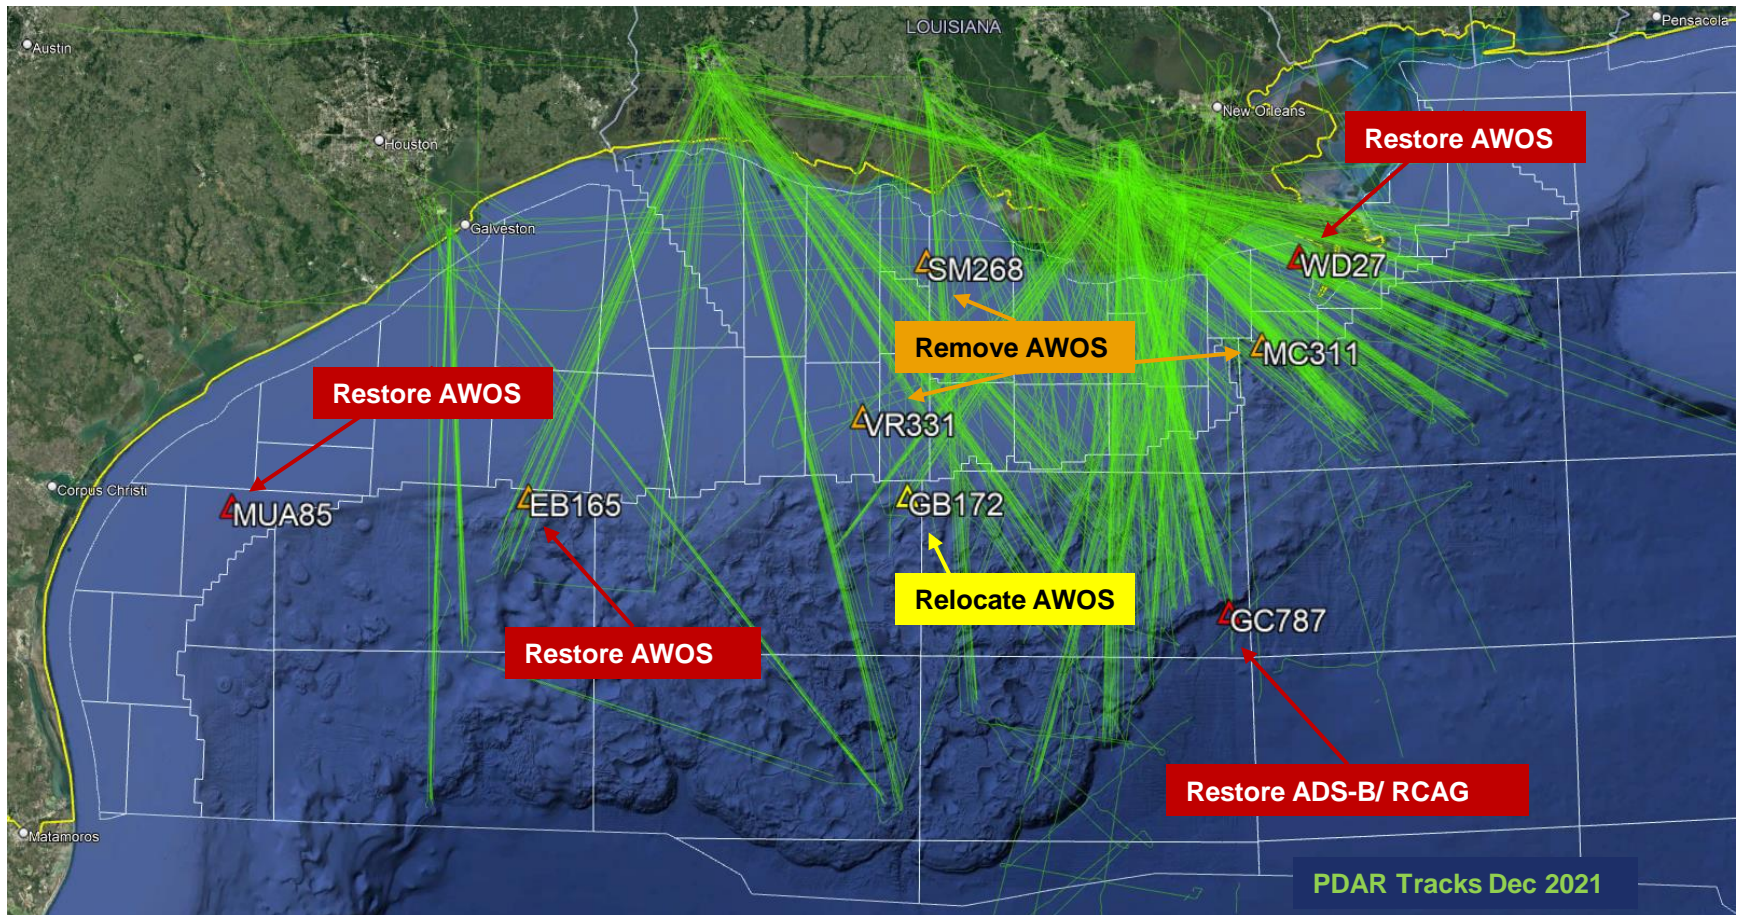 LOUISIANA
Pensacola
Austin
New Orleans
Restore AWOS
Houston
Galveston
SM268
WD27
Remove AWOS
MC311
Restore AWOS
VR331
Corpus Christi
MUA85
EB165
GB172
Relocate AWOS
GC787
Restore AWOS
Restore ADS-B/ RCAG
Matamoros
PDAR Tracks Dec 2021